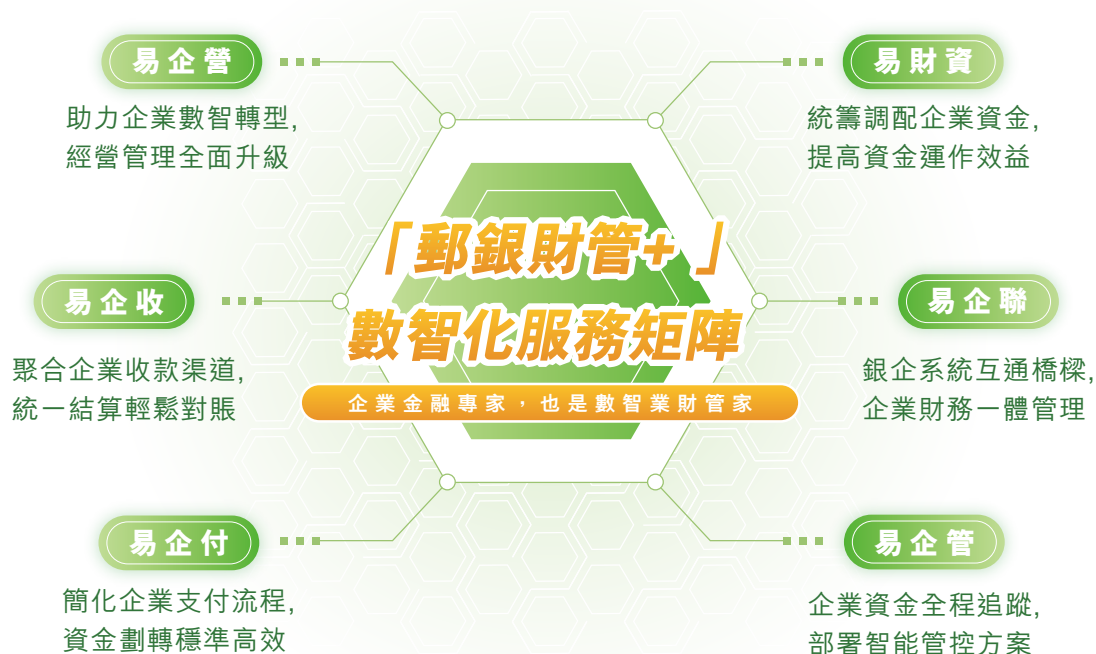 易企營
助力企業數智轉型,
經營管理全面升級
易財資
統籌調配企業資金,
提高資金運作效益
「郵銀財管+」
數智化服務矩陣
企業金融專家，也是數智業財管家
易企收
聚合企業收款渠道,
統一結算輕鬆對賬
易企聯
銀企系統互通橋樑,
企業財務一體管理
易企付
簡化企業支付流程,
資金劃轉穩準高效
易企管
企業資金全程追蹤,
部署智能管控方案